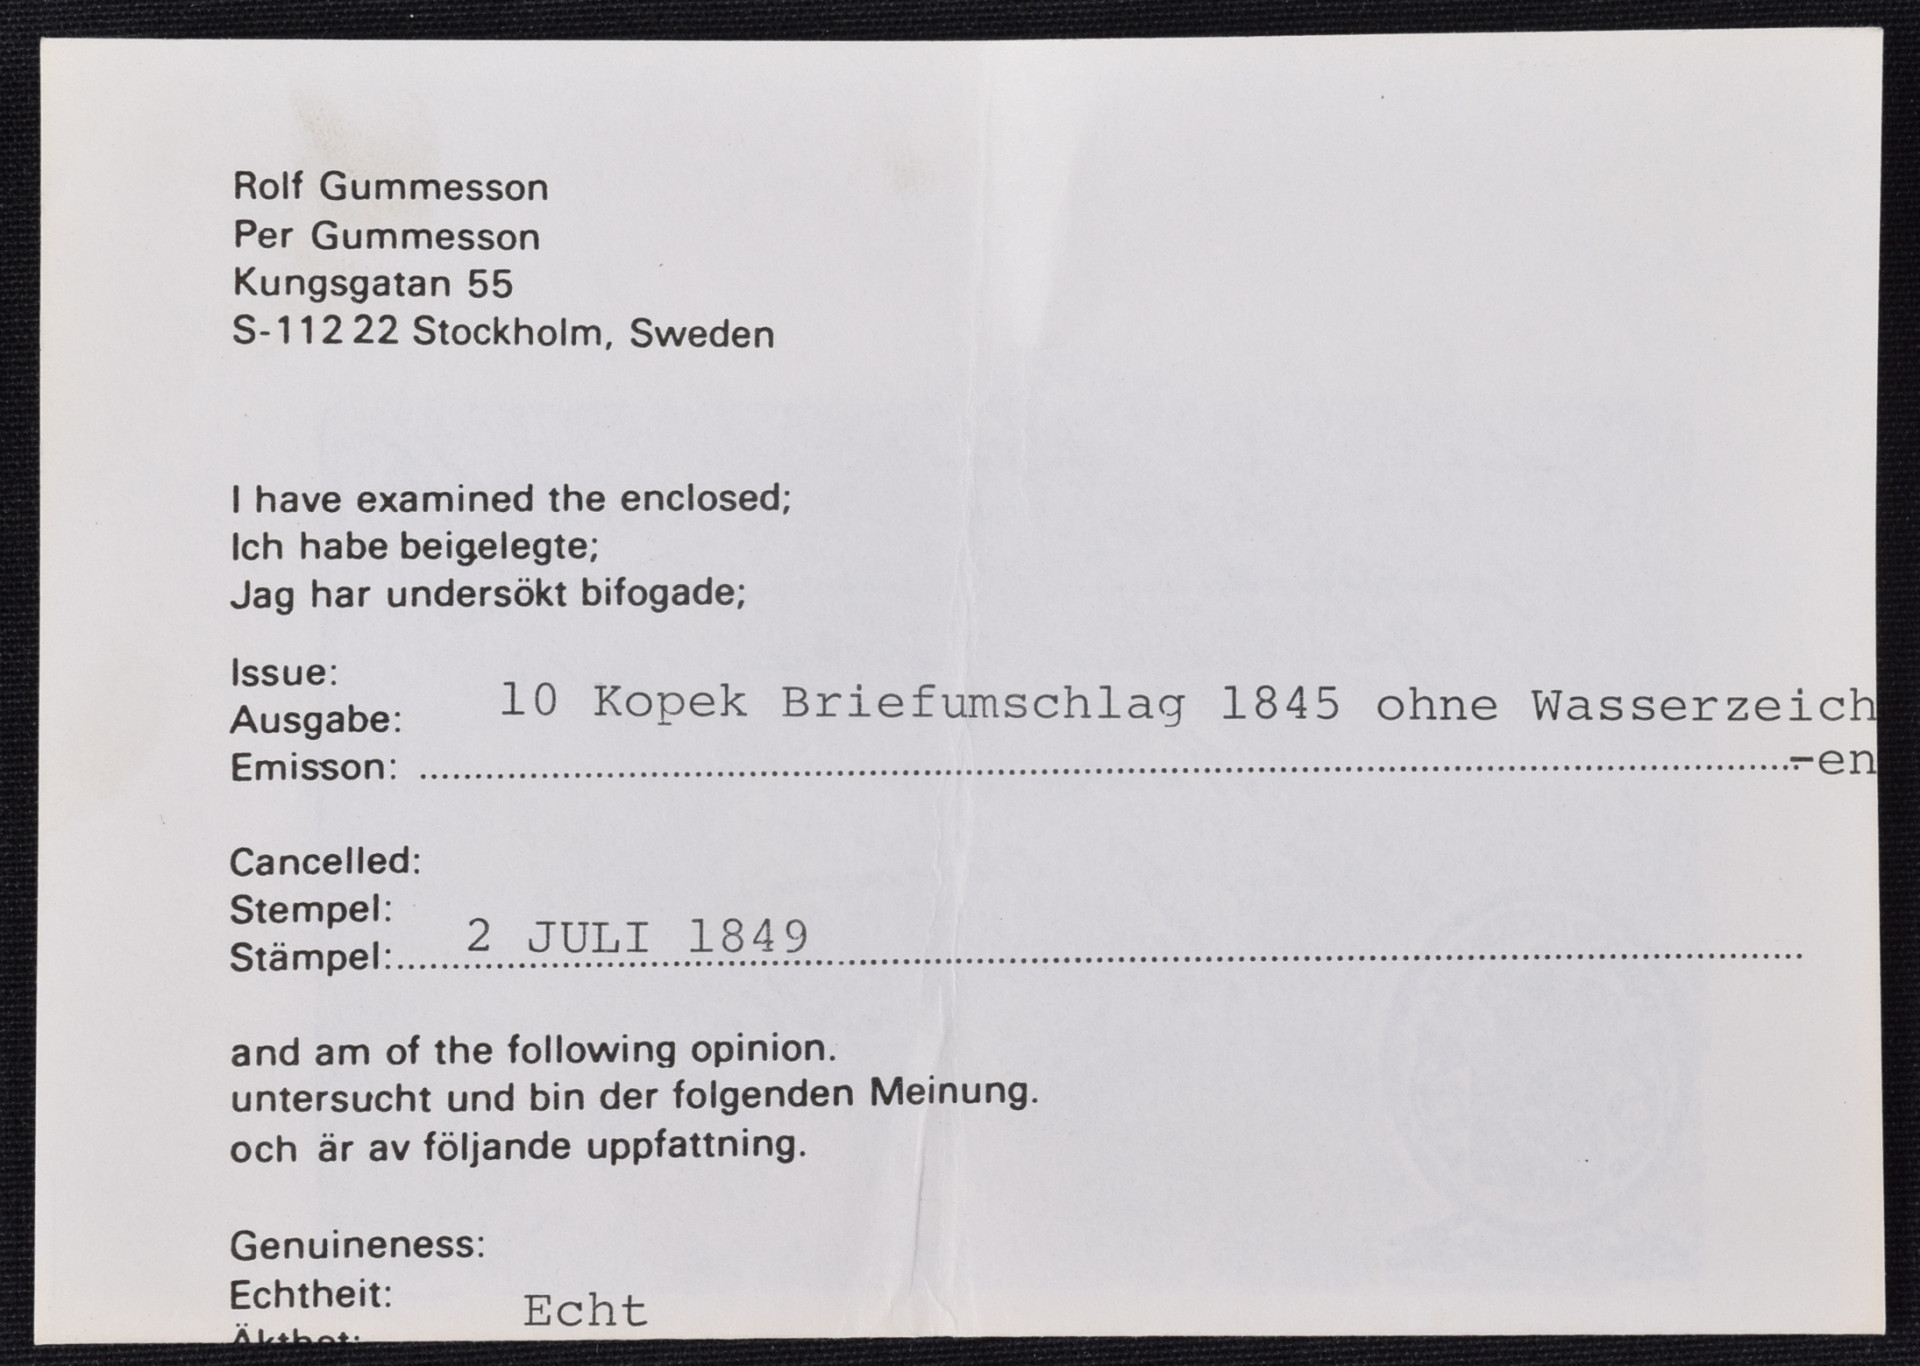 Rolf Gummesson
Per Gummesson
Kungsgatan 55
S-112 22 Stockholm, Sweden
I have examined the enclosed;
Ich habe beigelegte;
Jag har undersökt bifogade;
Issue:
Ausgabe: 10 Kopek Briefumschlag 1845 ohne Wasserzeich
Emisson: -en
Cancelled:
Stempel:
Stämpel: 2 JULI 1849
and am of the following opinion.
untersucht und bin der folgenden Meinung.
och är av följande uppfattning.
Genuineness:
Echtheit: Echt
Äkthet: